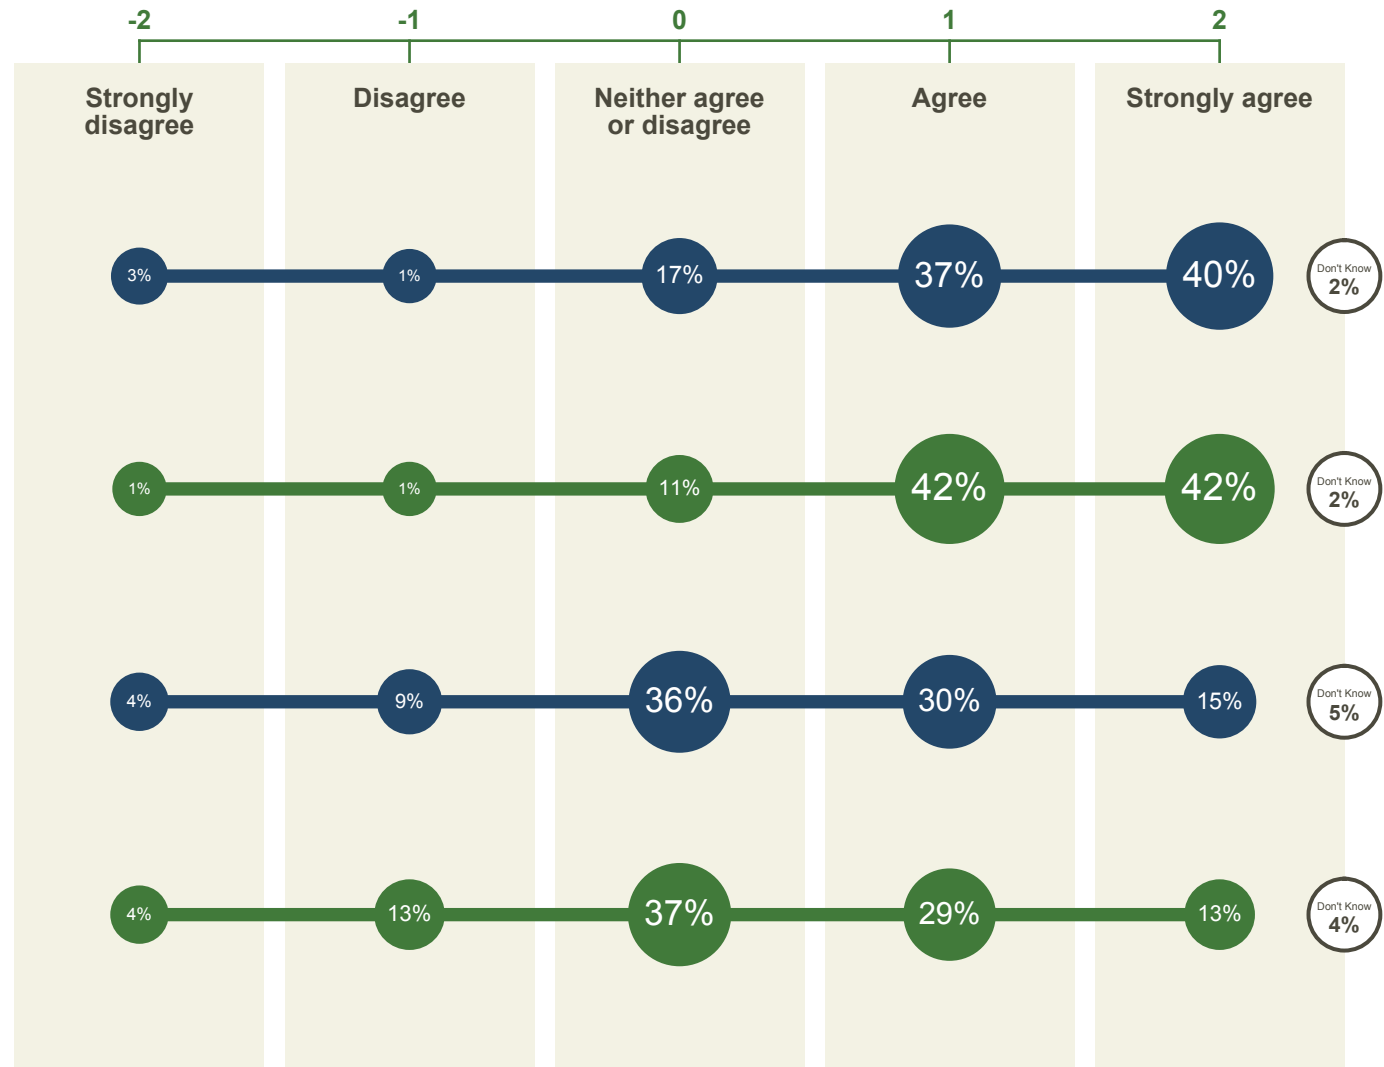 -2 -1 0 1 2
Strongly disagree
Disagree
Neither agree or disagree
Agree
Strongly agree
3% 1% 17% 37% 40% Don't Know 2%
1% 1% 11% 42% 42% Don't Know 2%
4% 9% 36% 30% 15% Don't Know 5%
4% 13% 37% 29% 13% Don't Know 4%